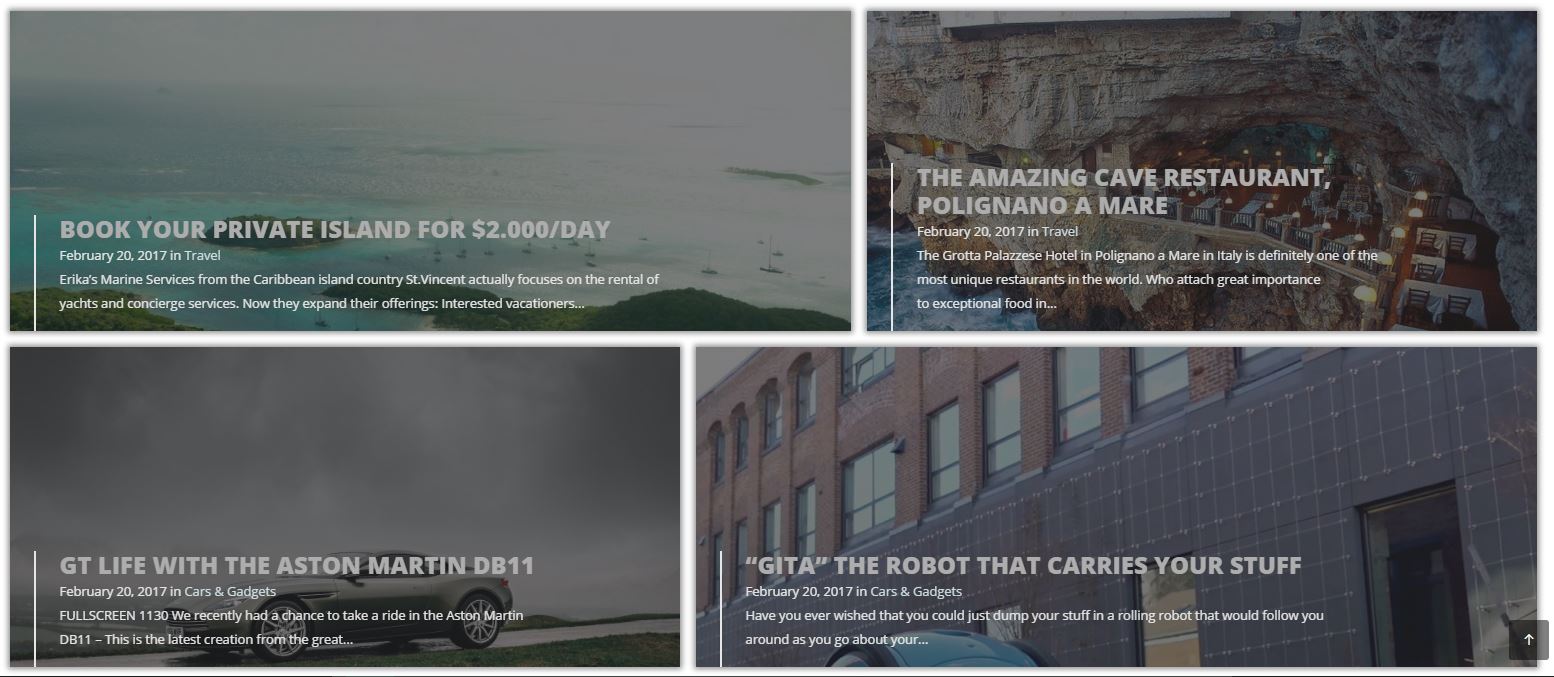 BOOK YOUR PRIVATE ISLAND FOR $2.000/DAY
February 20, 2017 in Travel
Erika's Marine Services from the Caribbean island country St.Vincent actually focuses on the rental of
yachts and concierge services. Now they expand their offerings: Interested vacationers...
THE AMAZING CAVE RESTAURANT,
POLIGNANO A MARE
February 20, 2017 in Travel
The Grotta Palazzese Hotel in Polignano a Mare in Italy is definitely one of the
most unique restaurants in the world. Who attach great importance
to exceptional food in...
GT LIFE WITH THE ASTON MARTIN DB11
February 20, 2017 in Cars & Gadgets
FULLSCREEN 1130 We recently had a chance to take a ride in the Aston Martin
DB11 – This is the latest creation from the great...
“GITA” THE ROBOT THAT CARRIES YOUR STUFF
February 20, 2017 in Cars & Gadgets
Have you ever wished that you could just dump your stuff in a rolling robot that would follow you
around as you go about your...